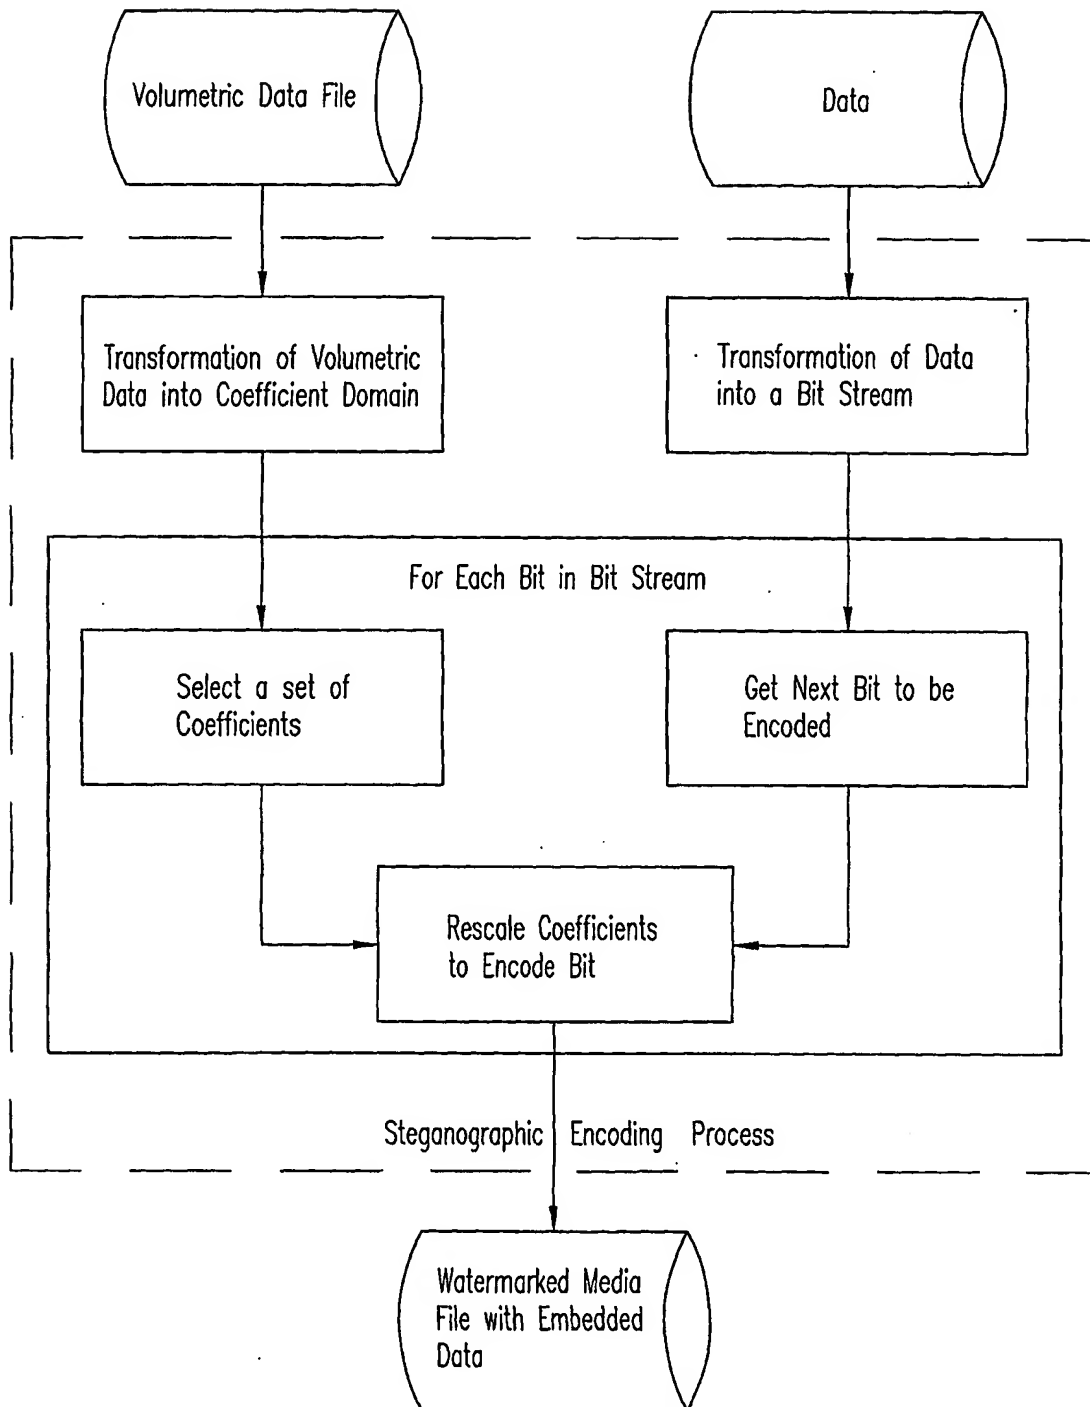 Volumetric Data File
Data
Transformation of Volumetric
Data into Coefficient Domain
Transformation of Data
into a Bit Stream
For Each Bit in Bit Stream
Select a set of
Coefficients
Get Next Bit to be
Encoded
Rescale Coefficients
to Encode Bit
Steganographic Encoding Process
Watermarked Media
File with Embedded
Data